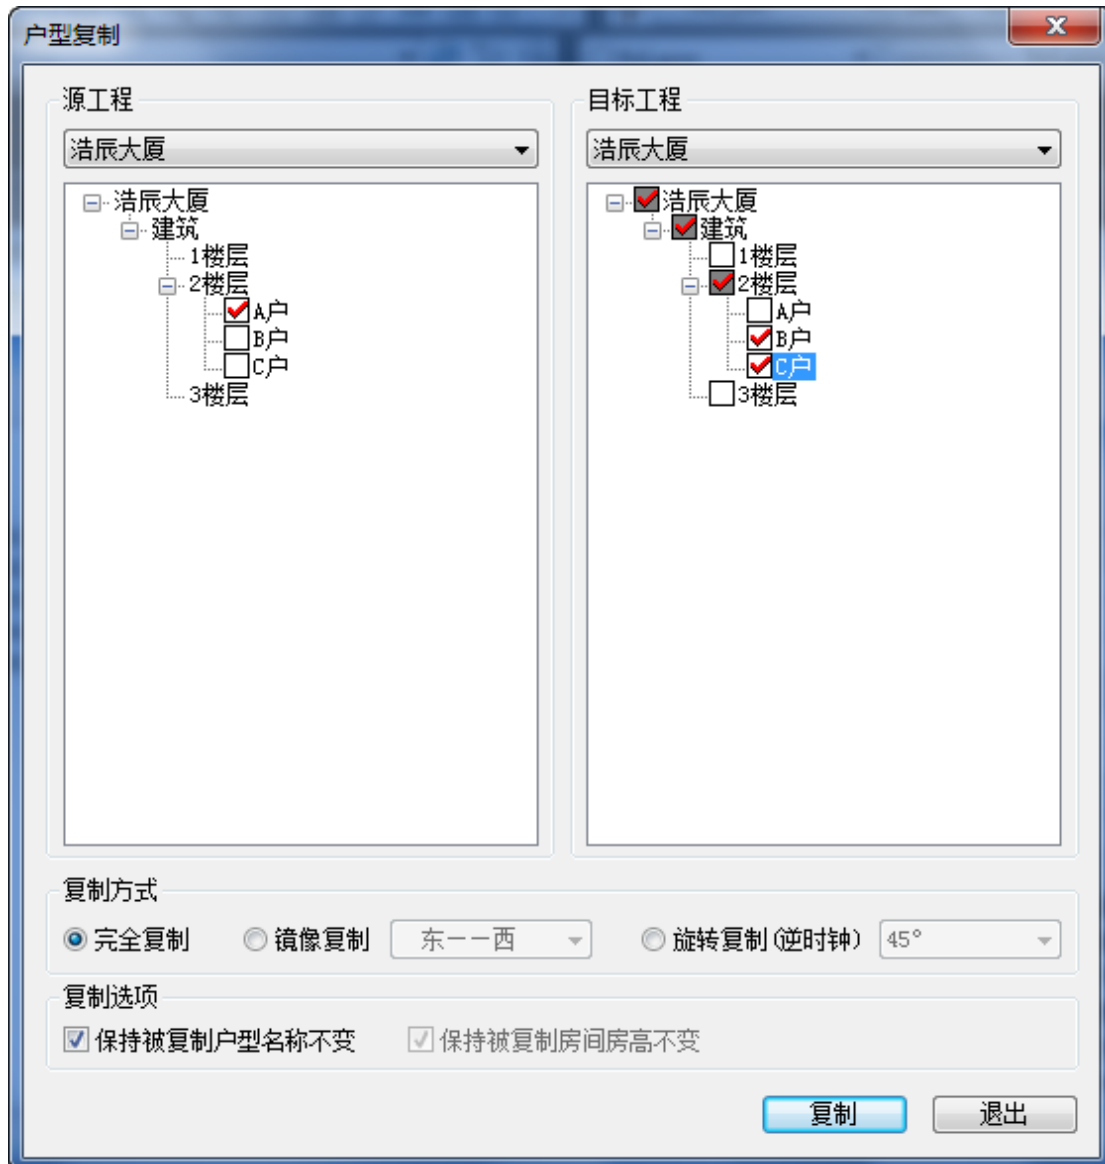 户型复制
源工程
浩辰大厦
浩辰大厦
建筑
1楼层
2楼层
A户
B户
C户
3楼层
目标工程
浩辰大厦
浩辰大厦
建筑
1楼层
2楼层
A户
B户
C户
3楼层
复制方式
完全复制 镜像复制 东——西 旋转复制(逆时钟) 45°
复制选项
保持被复制户型名称不变 保持被复制房间房高不变
复制 退出